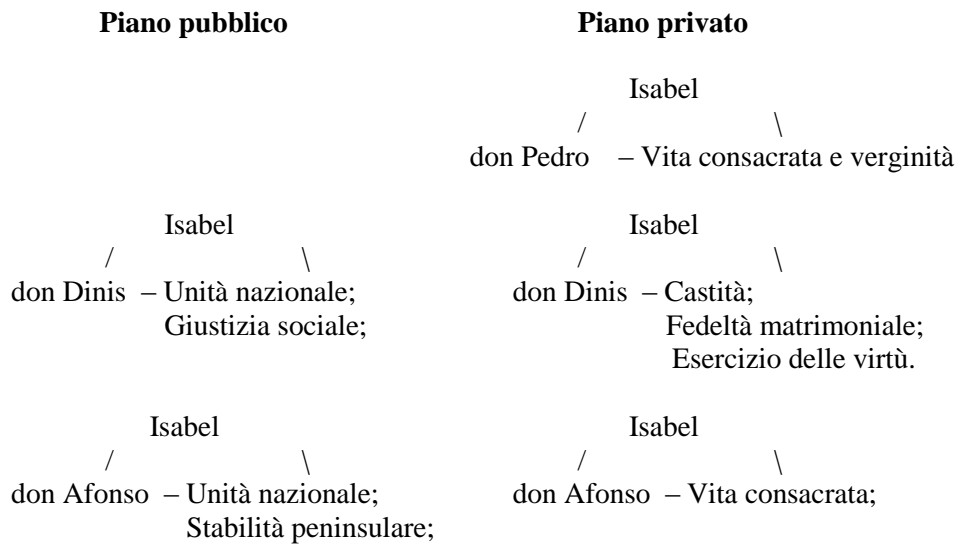 Piano pubblico Piano privato
Isabel
/ \
don Pedro – Vita consacrata e verginità
Isabel Isabel
/ \ / \
don Dinis – Unità nazionale; don Dinis – Castità;
Giustizia sociale; Fedeltà matrimoniale;
Esercizio delle virtù.
Isabel Isabel
/ \ / \
don Afonso – Unità nazionale; don Afonso – Vita consacrata;
Stabilità peninsulare;